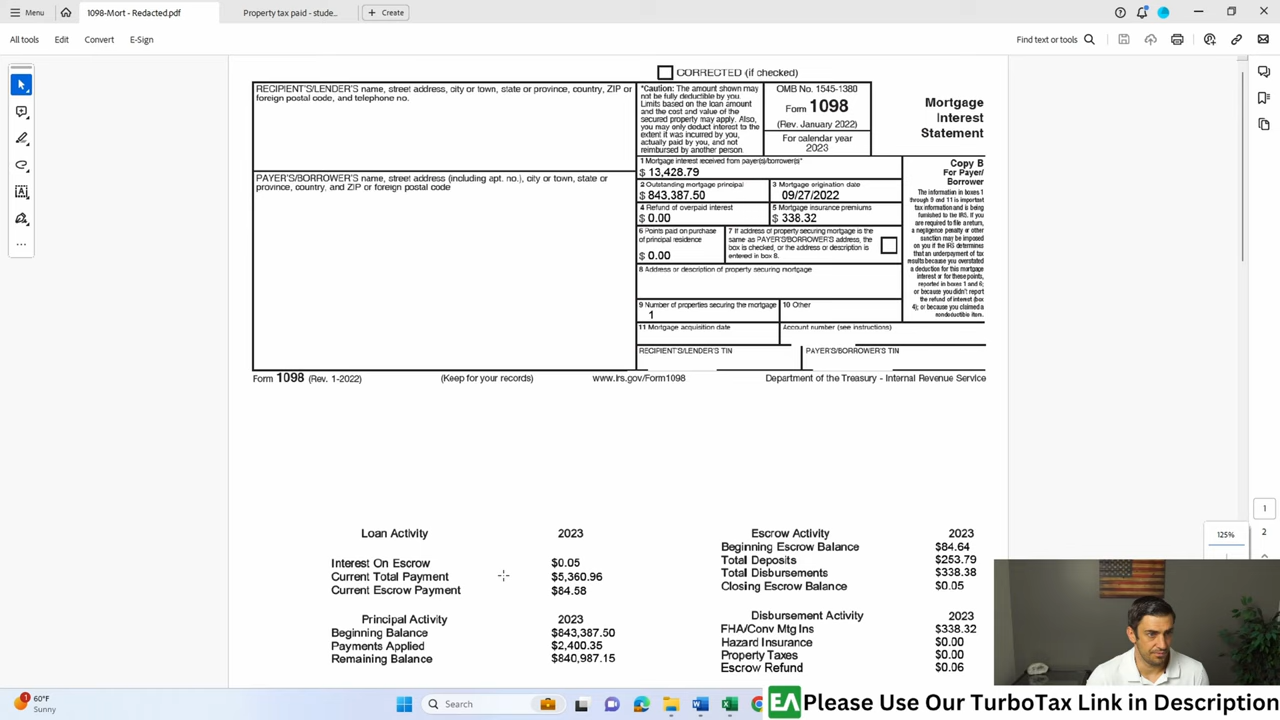 Menu
1098-Mort - Redacted.pdf
Property tax paid - stude...
Create
All tools
Edit
Convert
E-Sign
Find text or tools
CORRECTED (if checked)
RECIPIENT'S/LENDER'S name, street address, city or town, state or province, country, ZIP or
foreign postal code, and telephone no.
*Caution: The amount shown may
not be fully deductible by you.
Limits based on the loan amount
and the cost and value of the
secured property may apply. Also,
you may only deduct interest to the
extent it was incurred by you,
actually paid by you, and not
reimbursed by another person.
OMB No. 1545-1380
Form 1098
(Rev. January 2022)
For calendar year
2023
Mortgage
Interest
Statement
1 Mortgage interest received from payer(s)/borrower(s)*
$ 13,428.79
Copy B
For Payer/
Borrower
The information in boxes 1
through 9 and 11 is important
tax information and is being
furnished to the IRS. If you
are required to file a return,
a negligence penalty or other
sanction may be imposed
on you if the IRS determines
that an underpayment of tax
results because you overstated
a deduction for this mortgage
interest or for these points,
reported in boxes 1 and 6;
or because you didn't report
the refund of interest (box
4); or because you claimed a
nondeductible item.
PAYER'S/BORROWER'S name, street address (including apt. no.), city or town, state or
province, country, and ZIP or foreign postal code
2 Outstanding mortgage principal
$ 843,387.50
3 Mortgage origination date
09/27/2022
4 Refund of overpaid interest
$ 0.00
5 Mortgage insurance premiums
$ 338.32
6 Points paid on purchase
of principal residence
$ 0.00
7 If address of property securing mortgage is the
same as PAYER'S/BORROWER'S address, the
box is checked, or the address or description is
entered in box 8.
8 Address or description of property securing mortgage
9 Number of properties securing the mortgage
1
10 Other
11 Mortgage acquisition date
Account number (see instructions)
RECIPIENT'S/LENDER'S TIN
PAYER'S/BORROWER'S TIN
Form 1098 (Rev. 1-2022)
(Keep for your records)
www.irs.gov/Form1098
Department of the Treasury - Internal Revenue Service
Loan Activity 2023
Interest On Escrow $0.05
Current Total Payment $5,360.96
Current Escrow Payment $84.58
Principal Activity 2023
Beginning Balance $843,387.50
Payments Applied $2,400.35
Remaining Balance $840,987.15
Escrow Activity 2023
Beginning Escrow Balance $84.64
Total Deposits $253.79
Total Disbursements $338.38
Closing Escrow Balance $0.05
Disbursement Activity 2023
FHA/Conv Mtg Ins $338.32
Hazard Insurance $0.00
Property Taxes $0.00
Escrow Refund $0.06
1
2
125%
1
60°F
Sunny
Search
EA Please Use Our TurboTax Link in Description